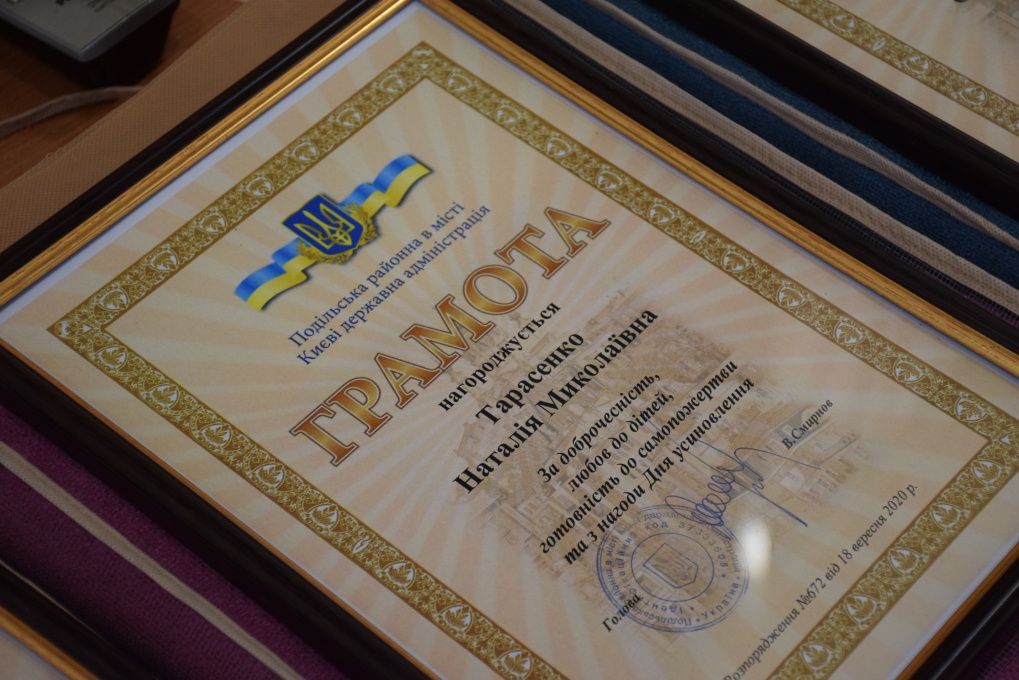 Подільська районна в місті
Києві державна адміністрація
ГРАМОТА
нагороджується
Тарасенко
Наталія Миколаївна
За доброчесність,
любов до дітей,
готовність до самопожертви
та з нагоди Дня усиновлення
Голова
В.Смирнов
Розпорядження №672 від 18 вересня 2020 р.